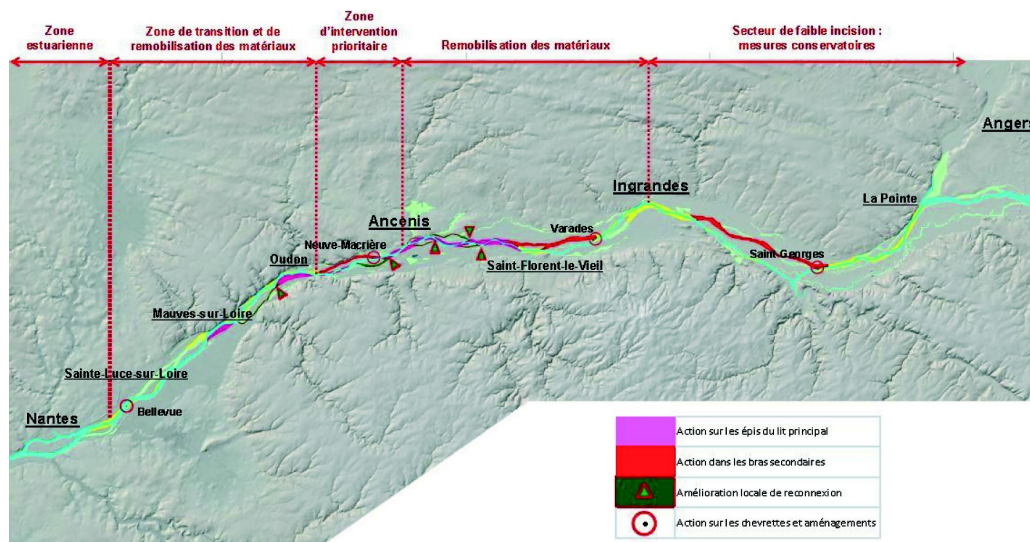 Zone
estuarienne
Zone de transition et de
remobilisation des matériaux
Zone
d'intervention
prioritaire
Remobilisation des matériaux
Secteur de faible incision :
mesures conservatoires
Angers
Ingrandes
La Pointe
Ancenis
Varades
Neuve-Macrière
Oudon
Saint-Georges
Saint-Florent-le-Vieil
Mauves-sur-Loire
Sainte-Luce-sur-Loire
Nantes
Bellevue
Action sur les épis du lit principal
Action dans les bras secondaires
Amélioration locale de reconnexion
Action sur les chevrettes et aménagements